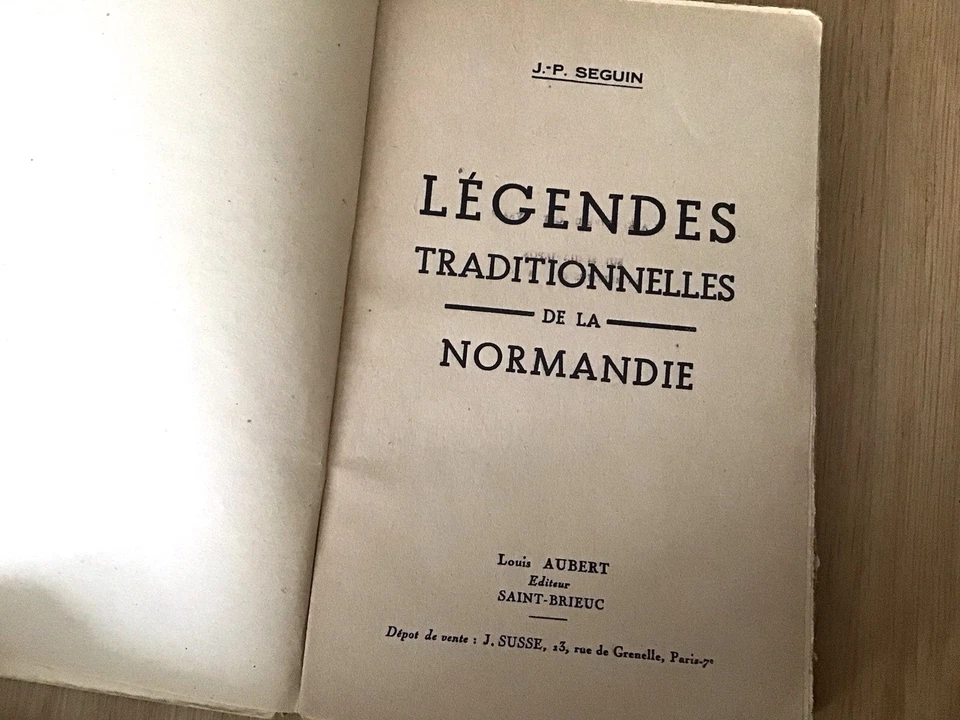 J.-P. SEGUIN
LÉGENDES
TRADITIONNELLES
DE LA
NORMANDIE
Louis AUBERT
Editeur
SAINT-BRIEUC
Dépot de vente : J. SUSSE, 13, rue de Grenelle, Paris-7e